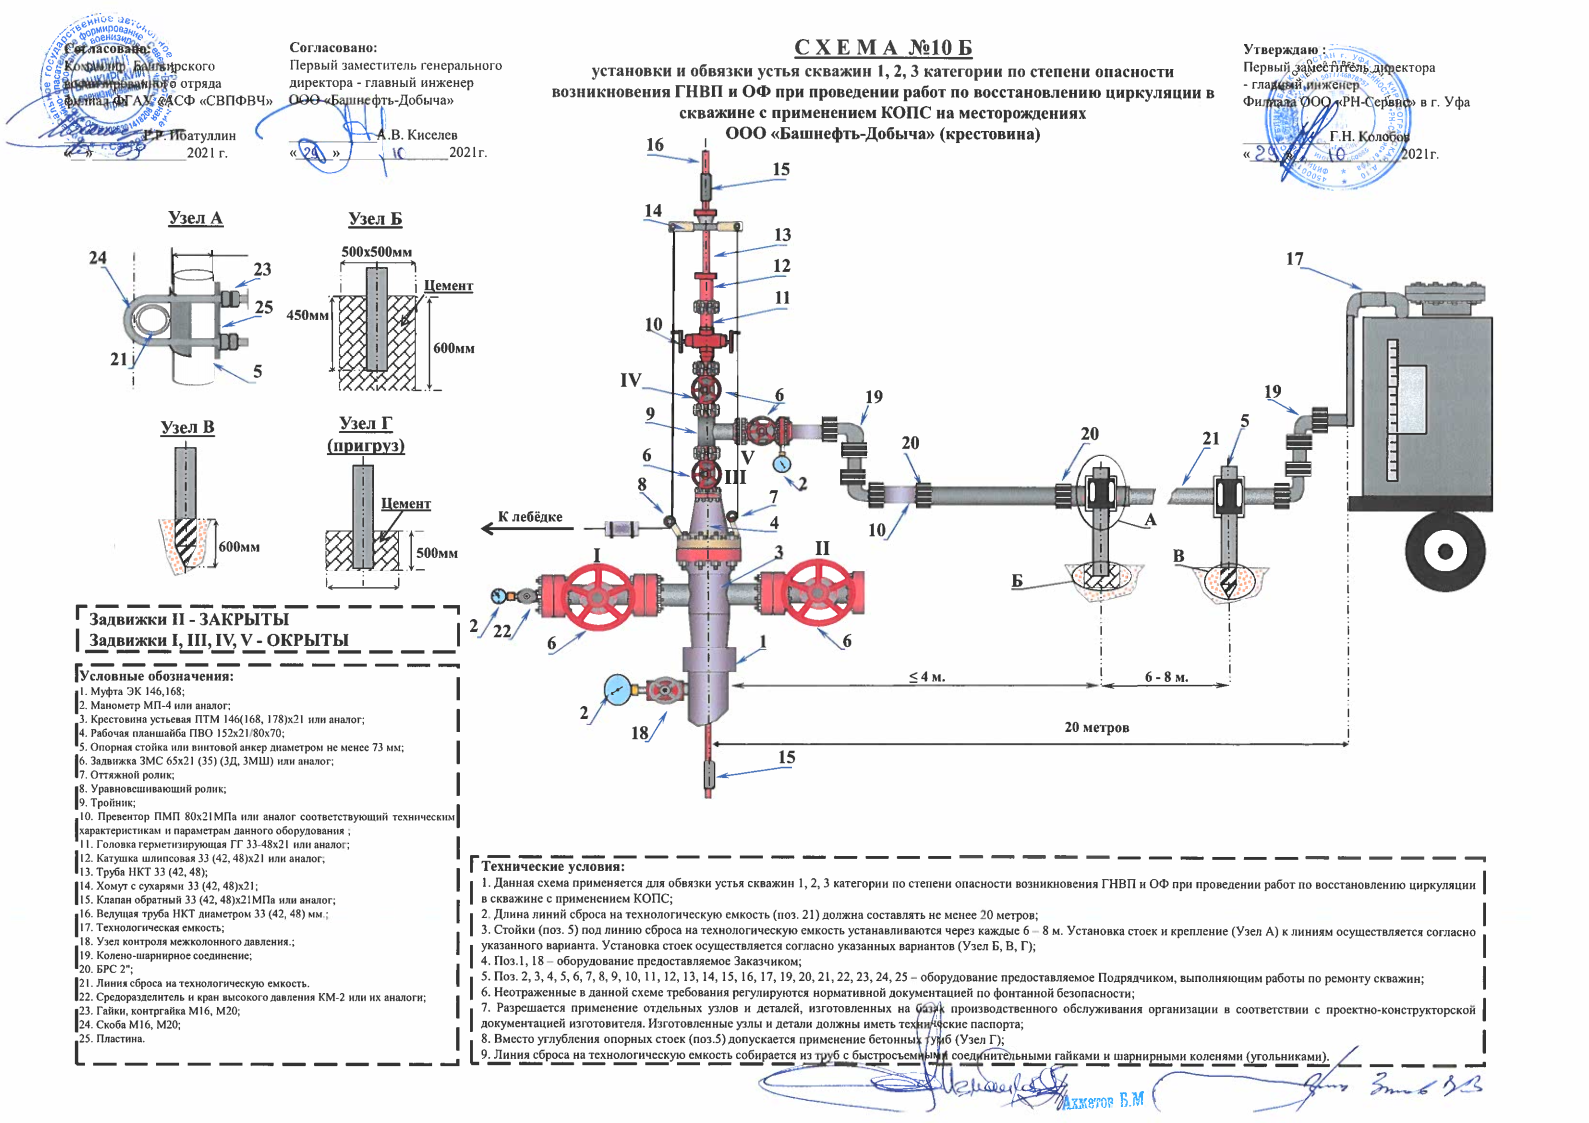 Согласовано:
Командир Башкирского
военизированного отряда
филиал ФГАУ «АСФ «СВПФВЧ»
Р.Р. Ибатуллин
2021 г.
Согласовано:
Первый заместитель генерального
директора - главный инженер
ООО «Башнефть-Добыча»
А.В. Киселев
« 29 » 10 2021г.
С Х Е М А №10 Б
установки и обвязки устья скважин 1, 2, 3 категории по степени опасности
возникновения ГНВП и ОФ при проведении работ по восстановлению циркуляции в
скважине с применением КОПС на месторождениях
ООО «Башнефть-Добыча» (крестовина)
Утверждаю :
Первый заместитель директора
- главный инженер
Филиала ООО «РН-Сервис» в г. Уфа
Г.Н. Колобов
« 29 » 10 2021г.
Узел А
24
23
25
21
5
Узел Б
500х500мм
Цемент
450мм
600мм
Узел В
600мм
Узел Г
(пригруз)
Цемент
500мм
16
15
14
13
12
11
10
IV
6
9
19
V
6
III
2
8
7
4
К лебёдке
I
II
3
2
22
6
6
1
2
18
15
20
10
20
А
Б
21
5
В
19
17
≤ 4 м.
6 - 8 м.
20 метров
Задвижки II - ЗАКРЫТЫ
Задвижки I, III, IV, V - ОКРЫТЫ
Условные обозначения:
1. Муфта ЭК 146,168;
2. Манометр МП-4 или аналог;
3. Крестовина устьевая ПТМ 146(168, 178)х21 или аналог;
4. Рабочая планшайба ПВО 152х21/80х70;
5. Опорная стойка или винтовой анкер диаметром не менее 73 мм;
6. Задвижка ЗМС 65х21 (35) (3Д, 3МШ) или аналог;
7. Оттяжной ролик;
8. Уравновешивающий ролик;
9. Тройник;
10. Превентор ПМП 80х21МПа или аналог соответствующий техническим
характеристикам и параметрам данного оборудования ;
11. Головка герметизирующая ГГ 33-48х21 или аналог;
12. Катушка шлипсовая 33 (42, 48)х21 или аналог;
13. Труба НКТ 33 (42, 48);
14. Хомут с сухарями 33 (42, 48)х21;
15. Клапан обратный 33 (42, 48)х21МПа или аналог;
16. Ведущая труба НКТ диаметром 33 (42, 48) мм.;
17. Технологическая емкость;
18. Узел контроля межколонного давления.;
19. Колено-шарнирное соединение;
20. БРС 2";
21. Линия сброса на технологическую емкость.
22. Средоразделитель и кран высокого давления КМ-2 или их аналоги;
23. Гайки, контргайка М16, М20;
24. Скоба М16, М20;
25. Пластина.
Технические условия:
1. Данная схема применяется для обвязки устья скважин 1, 2, 3 категории по степени опасности возникновения ГНВП и ОФ при проведении работ по восстановлению циркуляции
в скважине с применением КОПС;
2. Длина линий сброса на технологическую емкость (поз. 21) должна составлять не менее 20 метров;
3. Стойки (поз. 5) под линию сброса на технологическую емкость устанавливаются через каждые 6 – 8 м. Установка стоек и крепление (Узел А) к линиям осуществляется согласно
указанного варианта. Установка стоек осуществляется согласно указанных вариантов (Узел Б, В, Г);
4. Поз.1, 18 – оборудование предоставляемое Заказчиком;
5. Поз. 2, 3, 4, 5, 6, 7, 8, 9, 10, 11, 12, 13, 14, 15, 16, 17, 19, 20, 21, 22, 23, 24, 25 – оборудование предоставляемое Подрядчиком, выполняющим работы по ремонту скважин;
6. Неотраженные в данной схеме требования регулируются нормативной документацией по фонтанной безопасности;
7. Разрешается применение отдельных узлов и деталей, изготовленных на базах производственного обслуживания организации в соответствии с проектно-конструкторской
документацией изготовителя. Изготовленные узлы и детали должны иметь технические паспорта;
8. Вместо углубления опорных стоек (поз.5) допускается применение бетонных тумб (Узел Г);
9. Линия сброса на технологическую емкость собирается из труб с быстросъемными соединительными гайками и шарнирными коленями (угольниками).
Ахметов Б.М